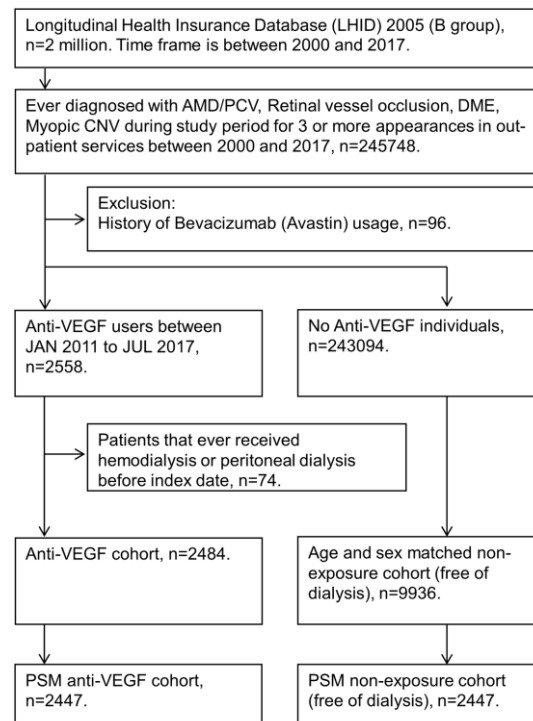 Longitudinal Health Insurance Database (LHID) 2005 (B group),
n=2 million. Time frame is between 2000 and 2017.
Ever diagnosed with AMD/PCV, Retinal vessel occlusion, DME,
Myopic CNV during study period for 3 or more appearances in out-
patient services between 2000 and 2017, n=245748.
Exclusion:
History of Bevacizumab (Avastin) usage, n=96.
Anti-VEGF users between
JAN 2011 to JUL 2017,
n=2558.
No Anti-VEGF individuals,
n=243094.
Patients that ever received
hemodialysis or peritoneal dialysis
before index date, n=74.
Anti-VEGF cohort, n=2484.
Age and sex matched non-
exposure cohort (free of
dialysis), n=9936.
PSM anti-VEGF cohort,
n=2447.
PSM non-exposure cohort
(free of dialysis), n=2447.